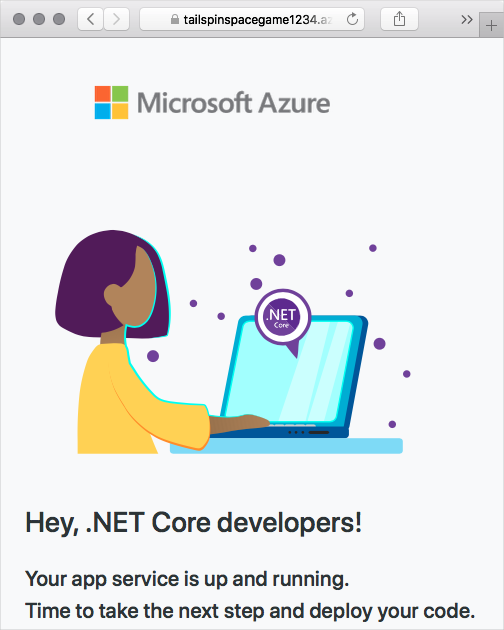 tailspinspacegame1234.az
Microsoft Azure
.NET
Core
Hey, .NET Core developers!
Your app service is up and running.
Time to take the next step and deploy your code.